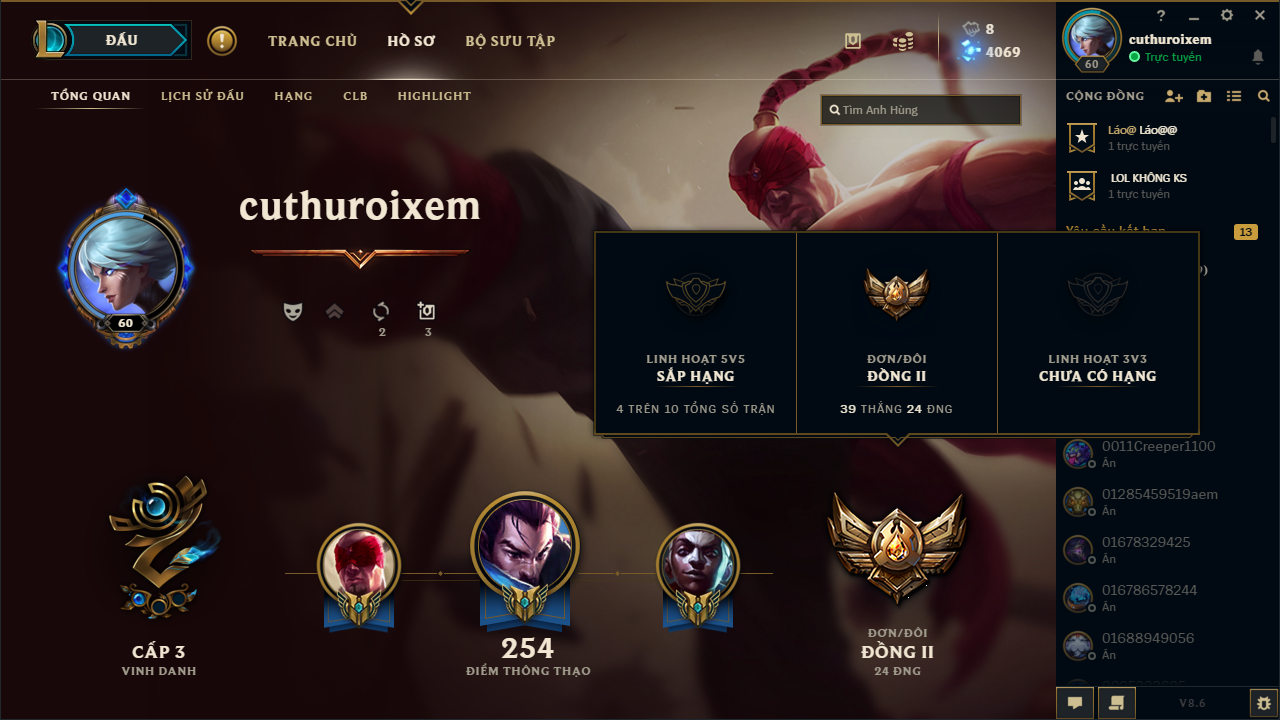 ĐẤU
TRANG CHỦ
HỒ SƠ
BỘ SƯU TẬP
8
4069
?
cuthuroixem
Trực tuyến
60
TỔNG QUAN
LỊCH SỬ ĐẤU
HẠNG
CLB
HIGHLIGHT
Tìm Anh Hùng
CỘNG ĐỒNG
Láo@ Láo@@
1 trực tuyến
LOL KHÔNG KS
1 trực tuyến
13
cuthuroixem
60
2
3
LINH HOẠT 5V5
SẮP HẠNG
4 TRÊN 10 TỔNG SỐ TRẬN
ĐƠN/ĐÔI
ĐỒNG II
39 THẮNG 24 ĐNG
LINH HOẠT 3V3
CHƯA CÓ HẠNG
0011Creeper1100
Ẩn
01285459519aem
Ẩn
01678329425
Ẩn
016786578244
Ẩn
01688949056
Ẩn
CẤP 3
VINH DANH
254
ĐIỂM THÔNG THẠO
ĐƠN/ĐÔI
ĐỒNG II
24 ĐNG
V8.6